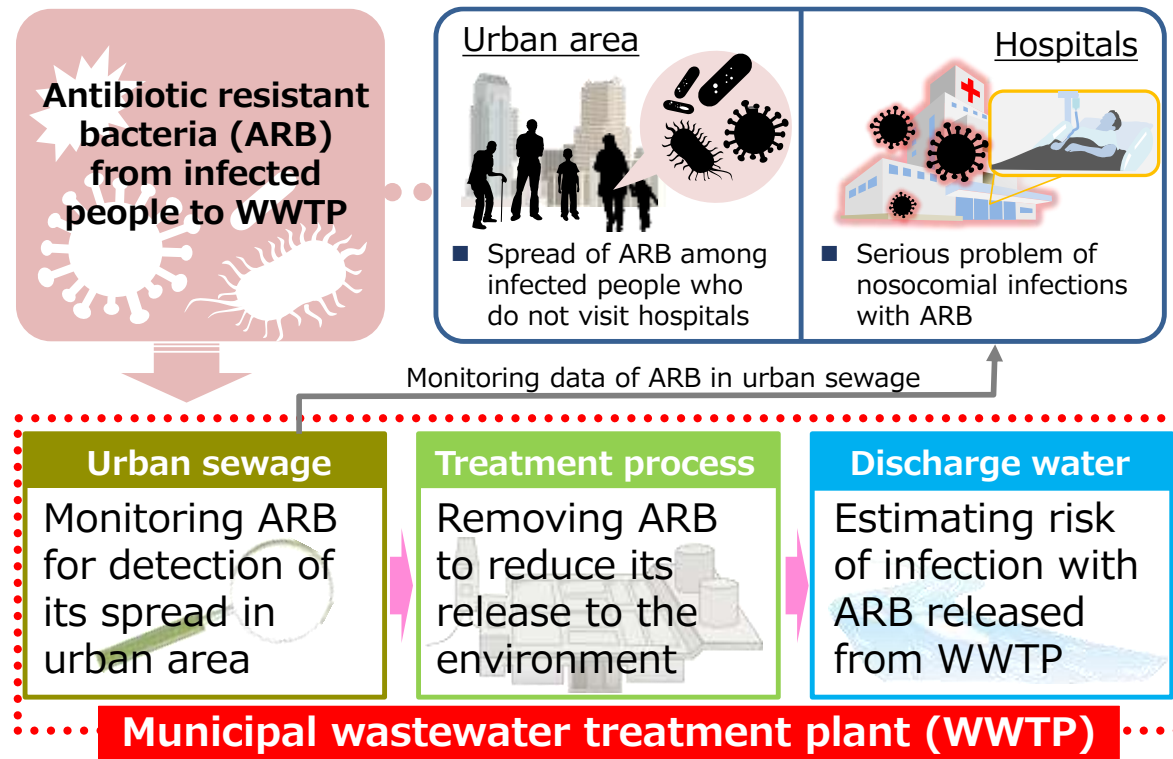 Antibiotic resistant
bacteria (ARB)
from infected
people to WWTP
Urban area
■ Spread of ARB among
infected people who
do not visit hospitals
Hospitals
■ Serious problem of
nosocomial infections
with ARB
Monitoring data of ARB in urban sewage
Urban sewage
Monitoring ARB
for detection of
its spread in
urban area
Treatment process
Removing ARB
to reduce its
release to the
environment
Discharge water
Estimating risk
of infection with
ARB released
from WWTP
Municipal wastewater treatment plant (WWTP)